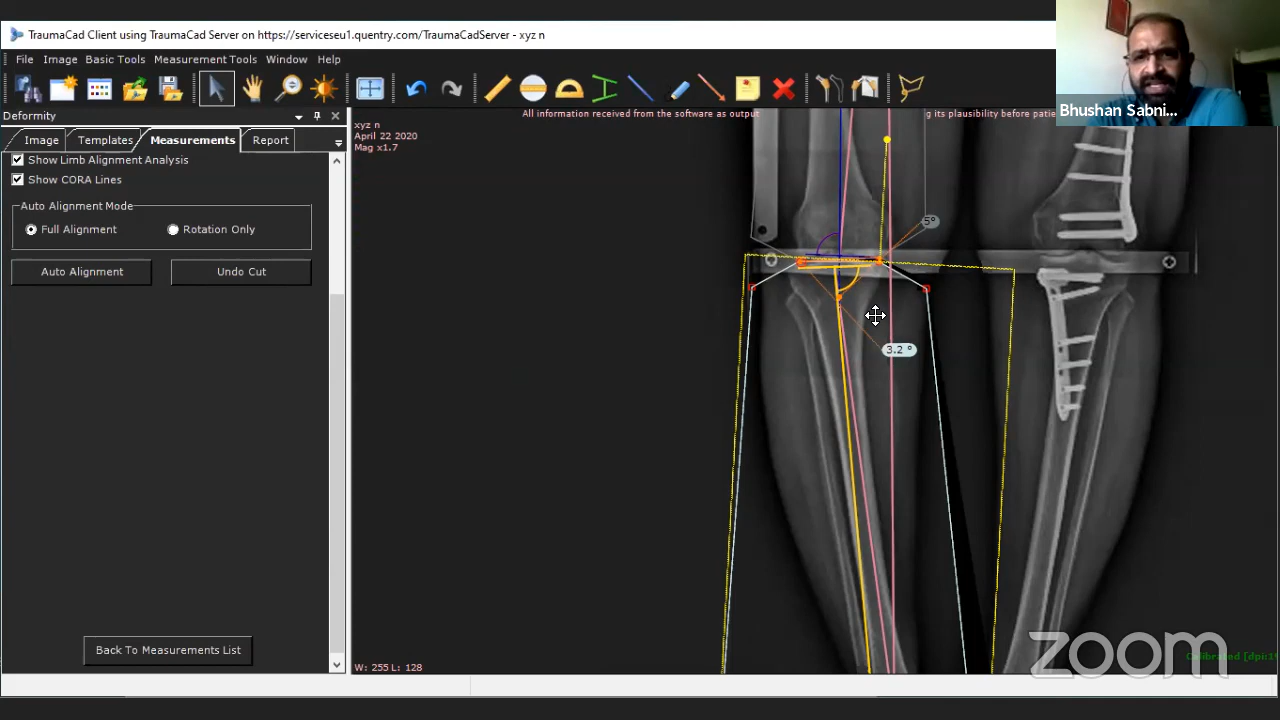 TraumaCad Client using TraumaCad Server on https://serviceseu1.quentry.com/TraumaCadServer - xyz n
File Image Basic Tools Measurement Tools Window Help
Bhushan Sabni...
Deformity
Image Templates Measurements Report
Show Limb Alignment Analysis
Show CORA Lines
Auto Alignment Mode
Full Alignment Rotation Only
Auto Alignment Undo Cut
Back To Measurements List
All information received from the software as output g its plausibility before patie
xyz n
April 22 2020
Mag x1.7
5°
3.2 °
W: 255 L: 128
zoom